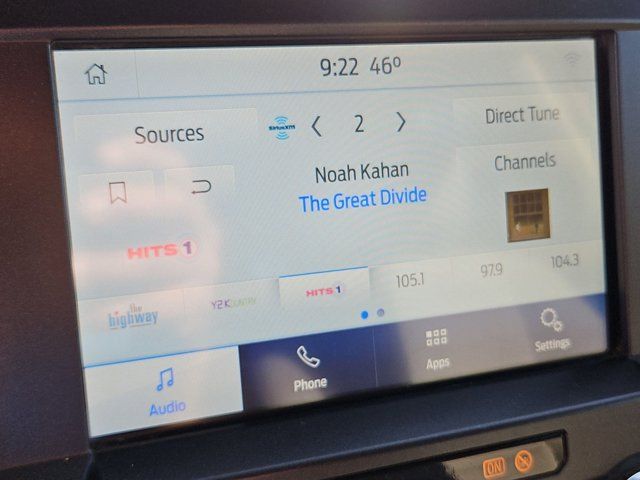 9:22 46º
Sources
SiriusXM
2
Direct Tune
Noah Kahan
The Great Divide
Channels
HITS 1
the highway
Y2KOUNTRY
HITS 1
105.1
97.9
104.3
Audio
Phone
Apps
Settings
ON